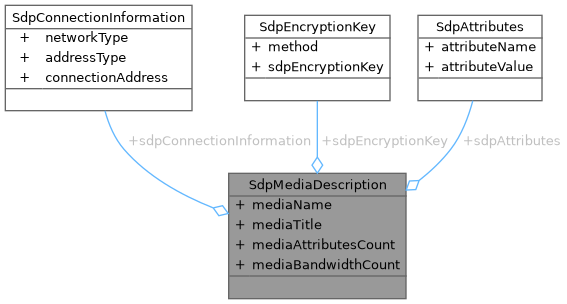 SdpConnectionInformation
+ networkType
+ addressType
+ connectionAddress
SdpEncryptionKey
+ method
+ sdpEncryptionKey
SdpAttributes
+ attributeName
+ attributeValue
+sdpConnectionInformation
+sdpEncryptionKey
+sdpAttributes
SdpMediaDescription
+ mediaName
+ mediaTitle
+ mediaAttributesCount
+ mediaBandwidthCount